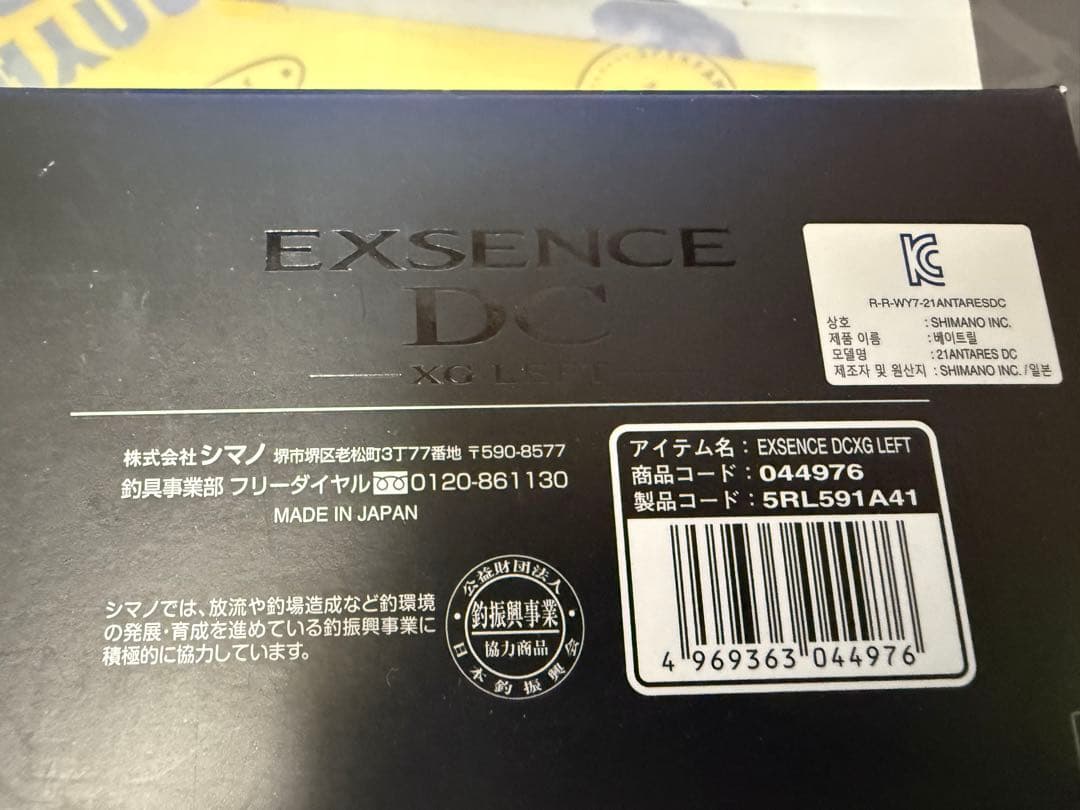 EXSENCE
DC
XG LEFT
R-R-WY7-21ANTARESDC
상호 : SHIMANO INC.
제품 이름 : 베이트릴
모델명 : 21ANTARES DC
제조자 및 원산지 : SHIMANO INC. / 일본
株式会社シマノ 堺市堺区老松町3丁77番地 〒590-8577
釣具事業部 フリーダイヤル 0120-861130
MADE IN JAPAN
アイテム名： EXSENCE DCXG LEFT
商品コード：044976
製品コード：5RL591A41
4 969363 044976
シマノでは、放流や釣場造成など釣環境
の発展・育成を進めている釣振興事業に
積極的に協力しています。
公益財団法人
釣振興事業
協力商品
日本釣振興会